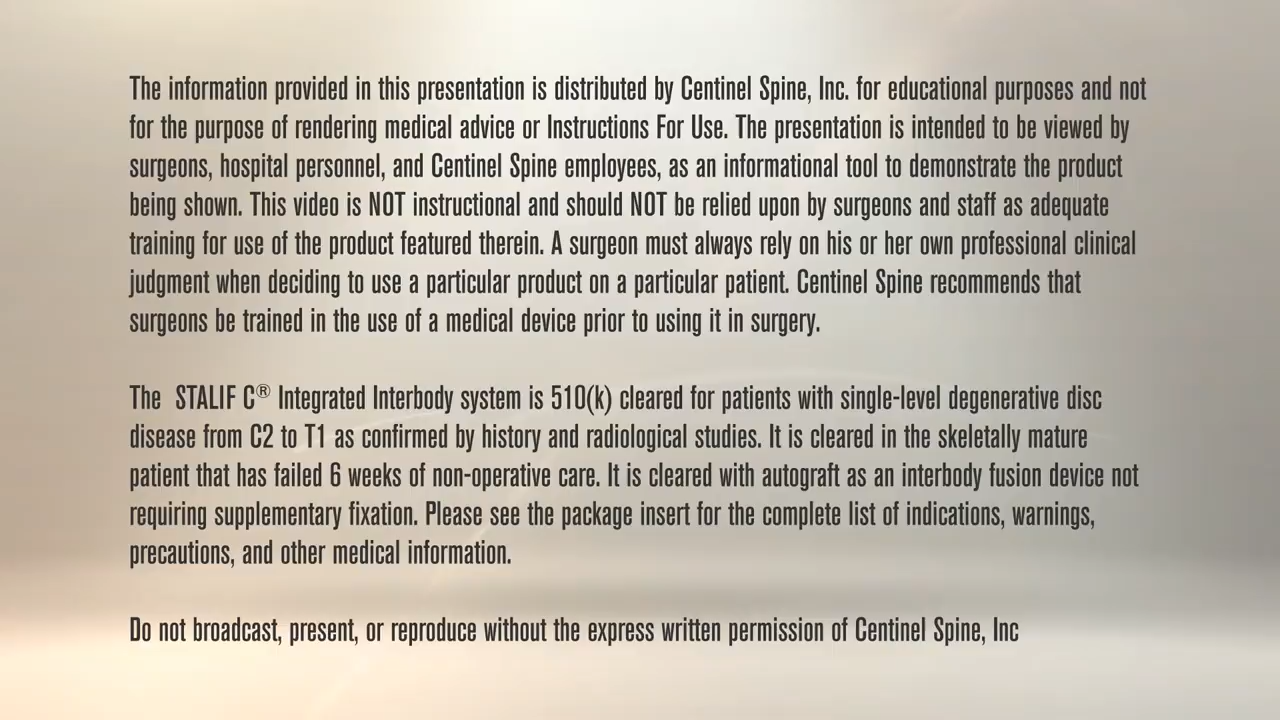 The information provided in this presentation is distributed by Centinel Spine, Inc. for educational purposes and not
for the purpose of rendering medical advice or Instructions For Use. The presentation is intended to be viewed by
surgeons, hospital personnel, and Centinel Spine employees, as an informational tool to demonstrate the product
being shown. This video is NOT instructional and should NOT be relied upon by surgeons and staff as adequate
training for use of the product featured therein. A surgeon must always rely on his or her own professional clinical
judgment when deciding to use a particular product on a particular patient. Centinel Spine recommends that
surgeons be trained in the use of a medical device prior to using it in surgery.
The STALIF C® Integrated Interbody system is 510(k) cleared for patients with single-level degenerative disc
disease from C2 to T1 as confirmed by history and radiological studies. It is cleared in the skeletally mature
patient that has failed 6 weeks of non-operative care. It is cleared with autograft as an interbody fusion device not
requiring supplementary fixation. Please see the package insert for the complete list of indications, warnings,
precautions, and other medical information.
Do not broadcast, present, or reproduce without the express written permission of Centinel Spine, Inc